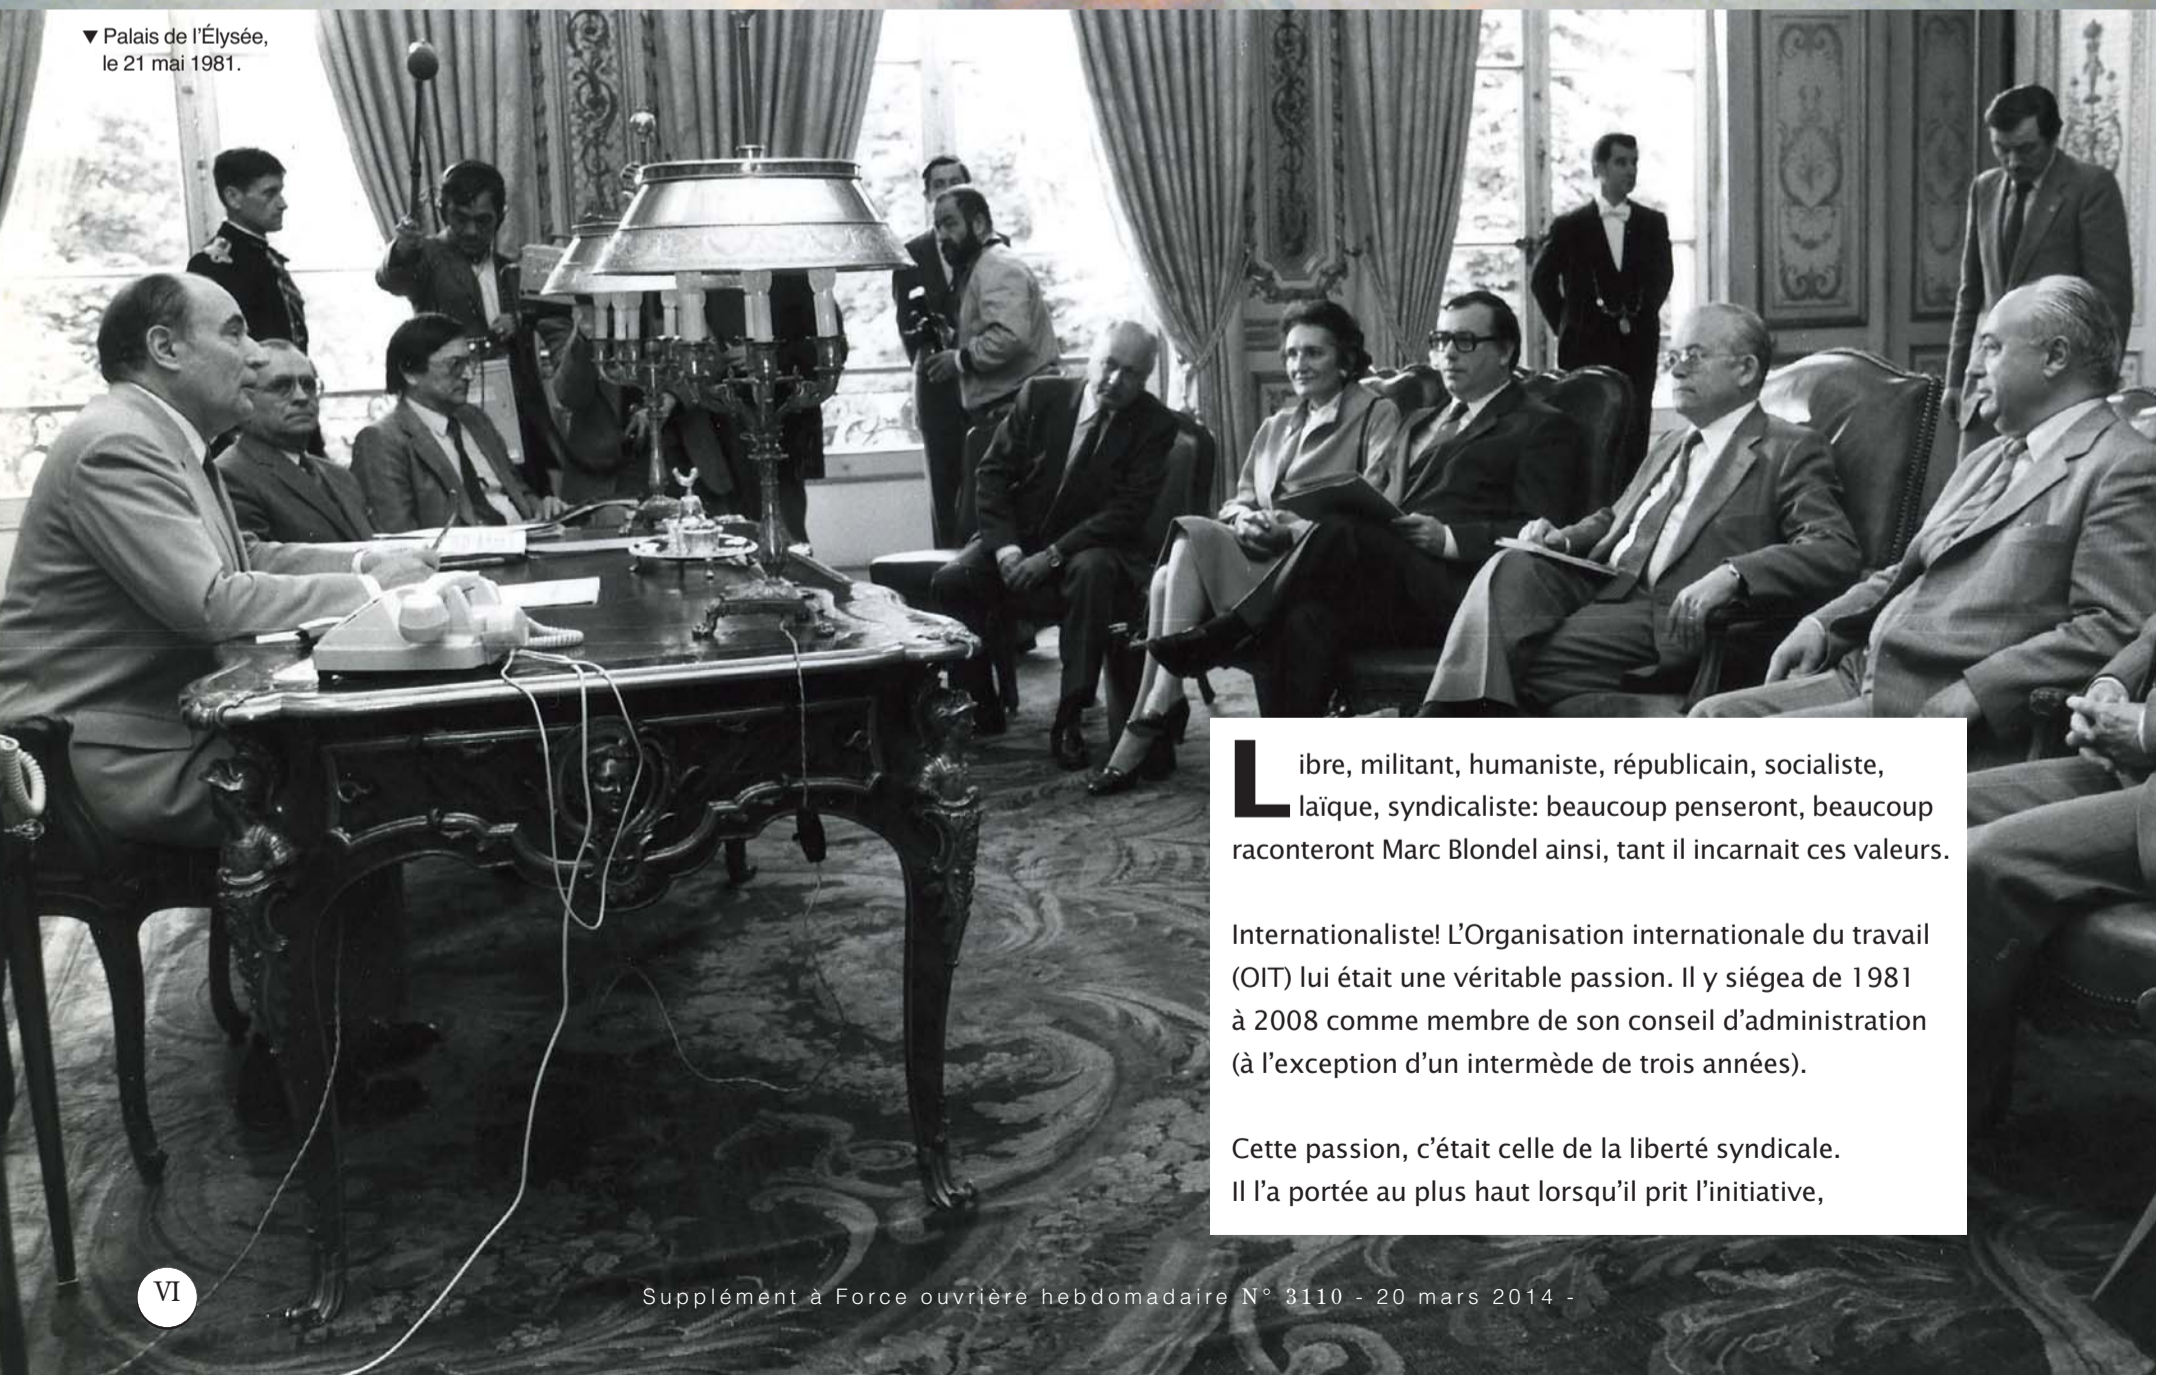 ▼ Palais de l'Élysée,
le 21 mai 1981.
Libre, militant, humaniste, républicain, socialiste,
laïque, syndicaliste: beaucoup penseront, beaucoup
raconteront Marc Blondel ainsi, tant il incarnait ces valeurs.
Internationaliste! L'Organisation internationale du travail
(OIT) lui était une véritable passion. Il y siégea de 1981
à 2008 comme membre de son conseil d'administration
(à l'exception d'un intermède de trois années).
Cette passion, c'était celle de la liberté syndicale.
Il l'a portée au plus haut lorsqu'il prit l'initiative,
VI
Supplément à Force ouvrière hebdomadaire N° 3110 - 20 mars 2014 -